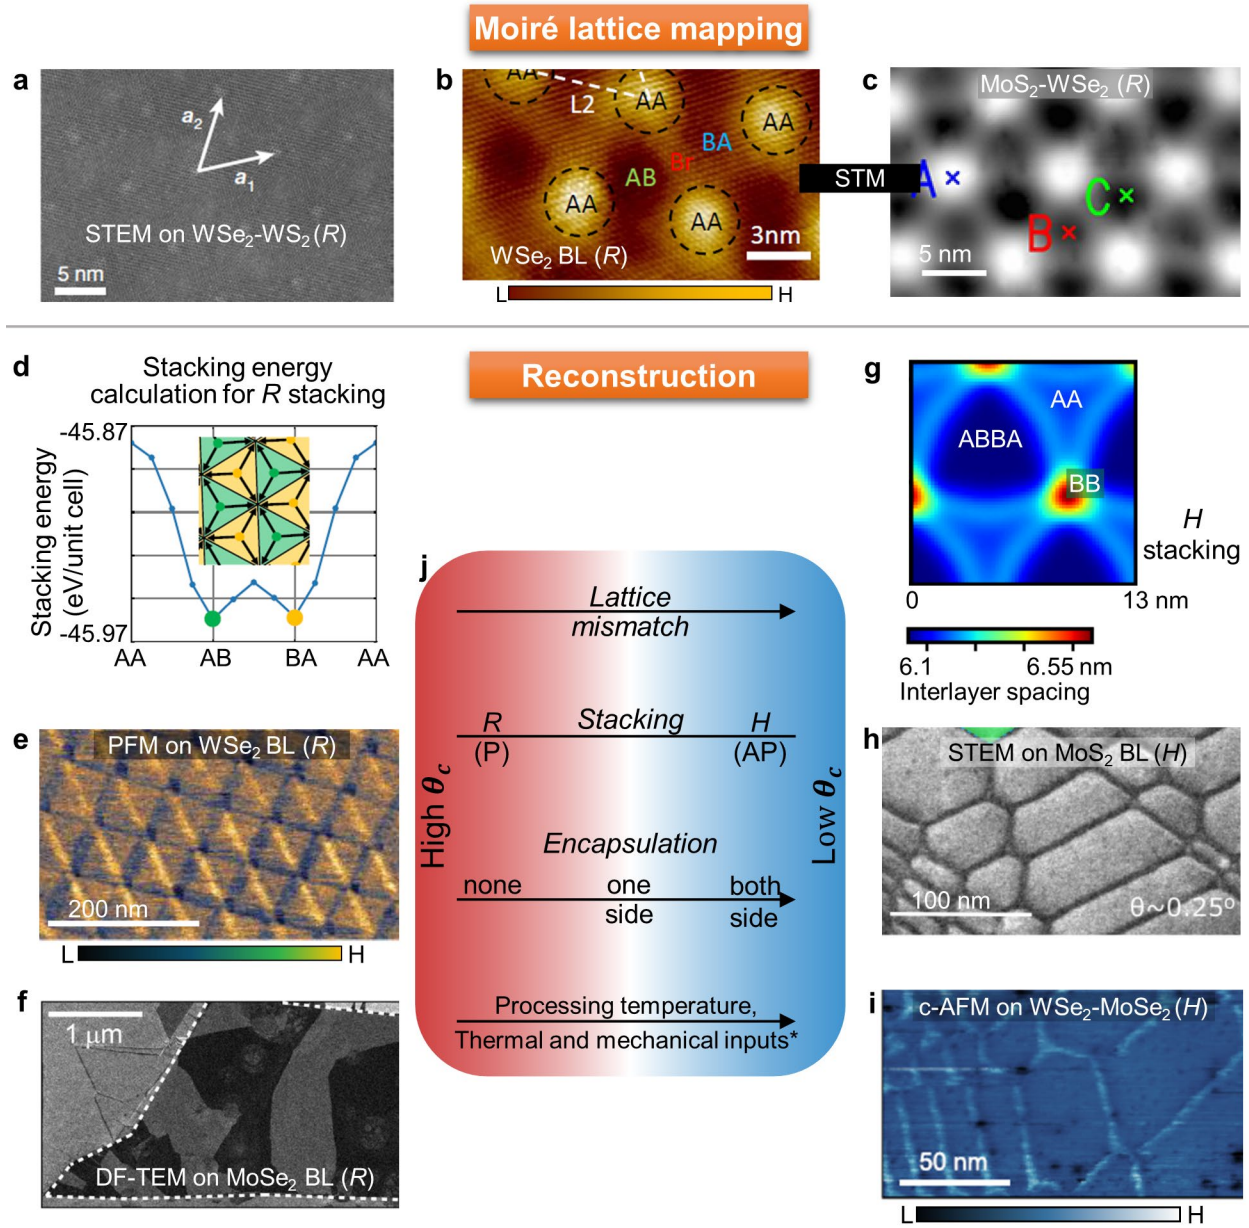 Moiré lattice mapping
a
a₂
a₁
STEM on WSe₂-WS₂ (R)
5 nm
b
AA
L2
AA
AA
BA
Br
AB
AA
AA
WSe₂ BL (R)
3nm
L
H
STM
c
MoS₂-WSe₂ (R)
A
C
B
5 nm
Reconstruction
d
Stacking energy
calculation for R stacking
-45.87
Stacking energy
(eV/unit cell)
-45.97
AA
AB
BA
AA
e
PFM on WSe₂ BL (R)
200 nm
L
H
f
1 μm
DF-TEM on MoSe₂ BL (R)
j
High θc
Lattice
mismatch
R
Stacking
H
(P)
(AP)
Encapsulation
none
one
both
side
side
Processing temperature,
Thermal and mechanical inputs*
Low θc
g
AA
ABBA
BB
H
stacking
0
13 nm
6.1
6.55 nm
Interlayer spacing
h
STEM on MoS₂ BL (H)
100 nm
θ~0.25°
i
c-AFM on WSe₂-MoSe₂ (H)
50 nm
L
H